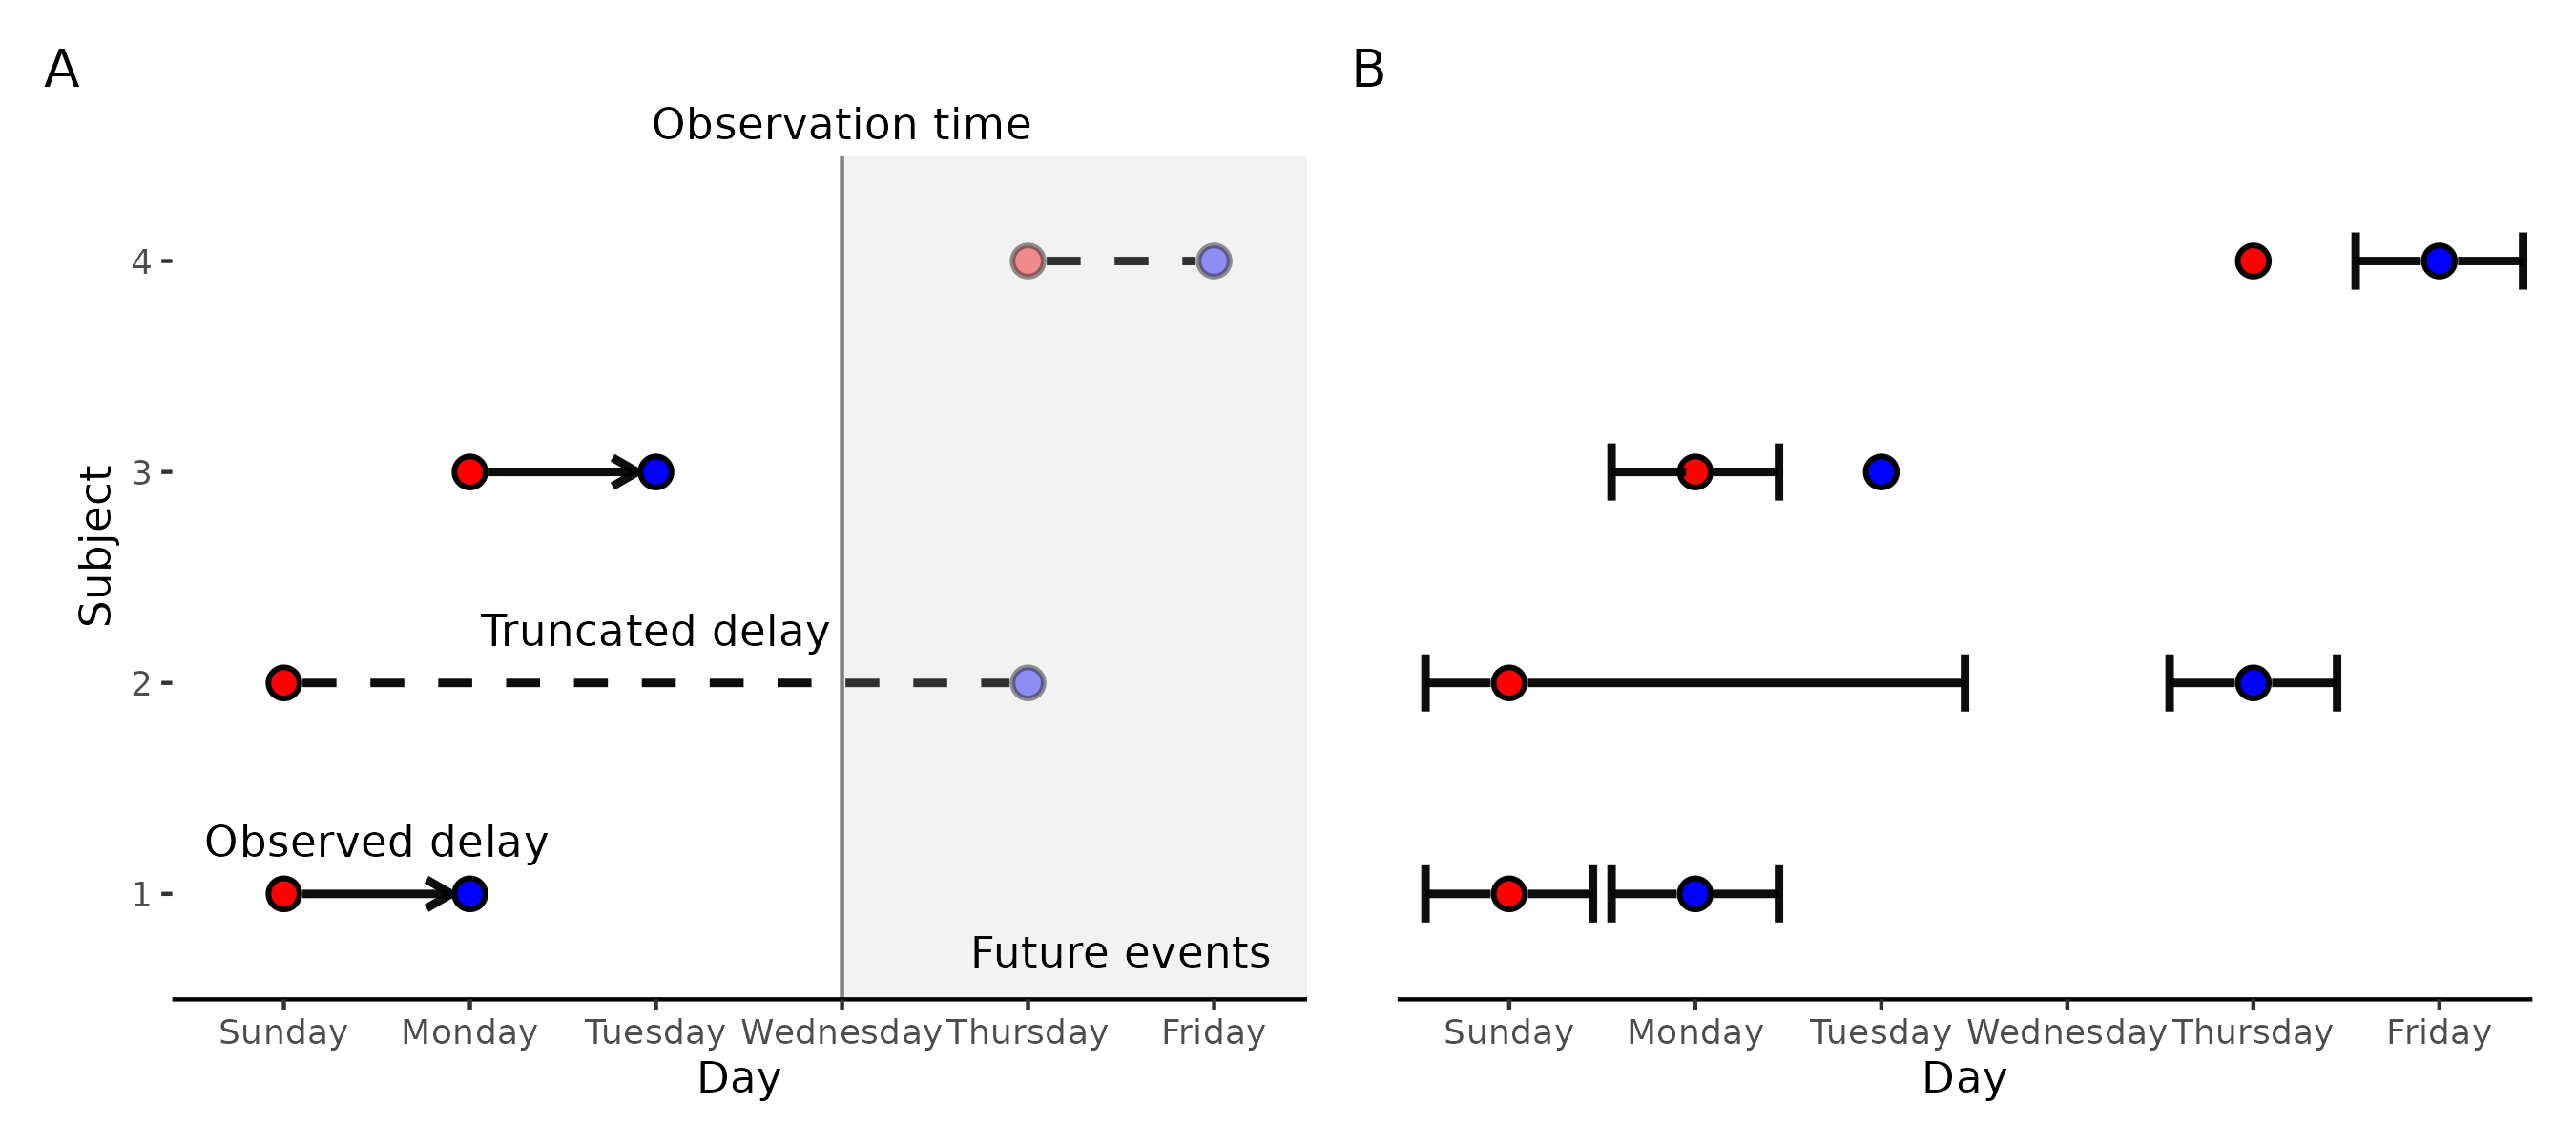 A
B
Observation time
4
3
Subject
Truncated delay
2
Observed delay
1
Future events
Sunday Monday Tuesday Wednesday Thursday Friday
Day
Sunday Monday Tuesday Wednesday Thursday Friday
Day